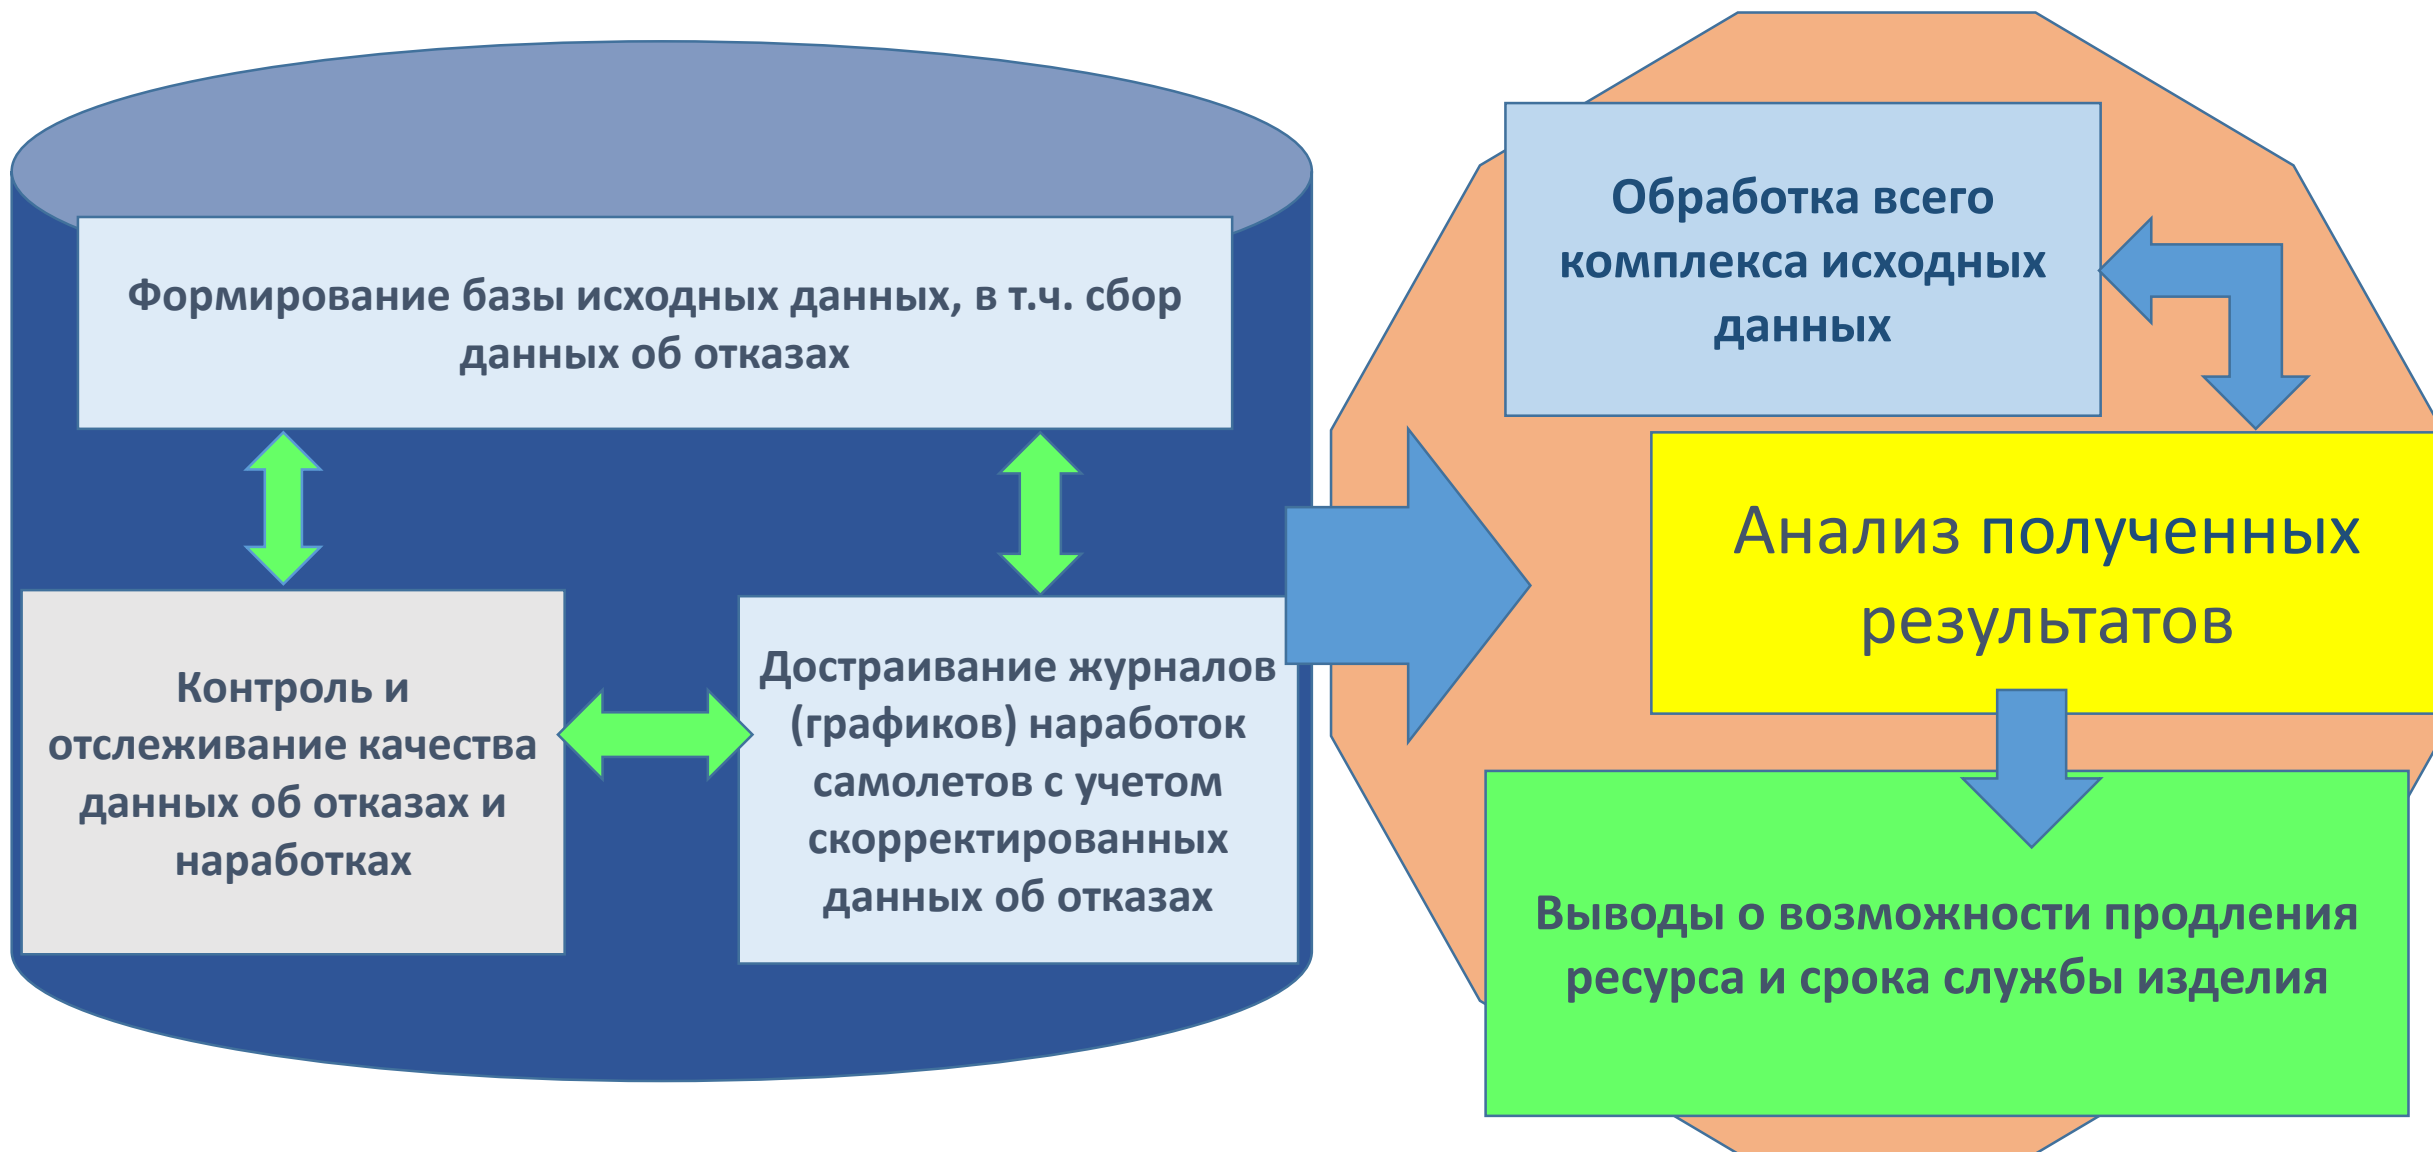 Формирование базы исходных данных, в т.ч. сбор
данных об отказах
Контроль и
отслеживание качества
данных об отказах и
наработках
Достраивание журналов
(графиков) наработок
самолетов с учетом
скорректированных
данных об отказах
Обработка всего
комплекса исходных
данных
Анализ полученных
результатов
Выводы о возможности продления
ресурса и срока службы изделия